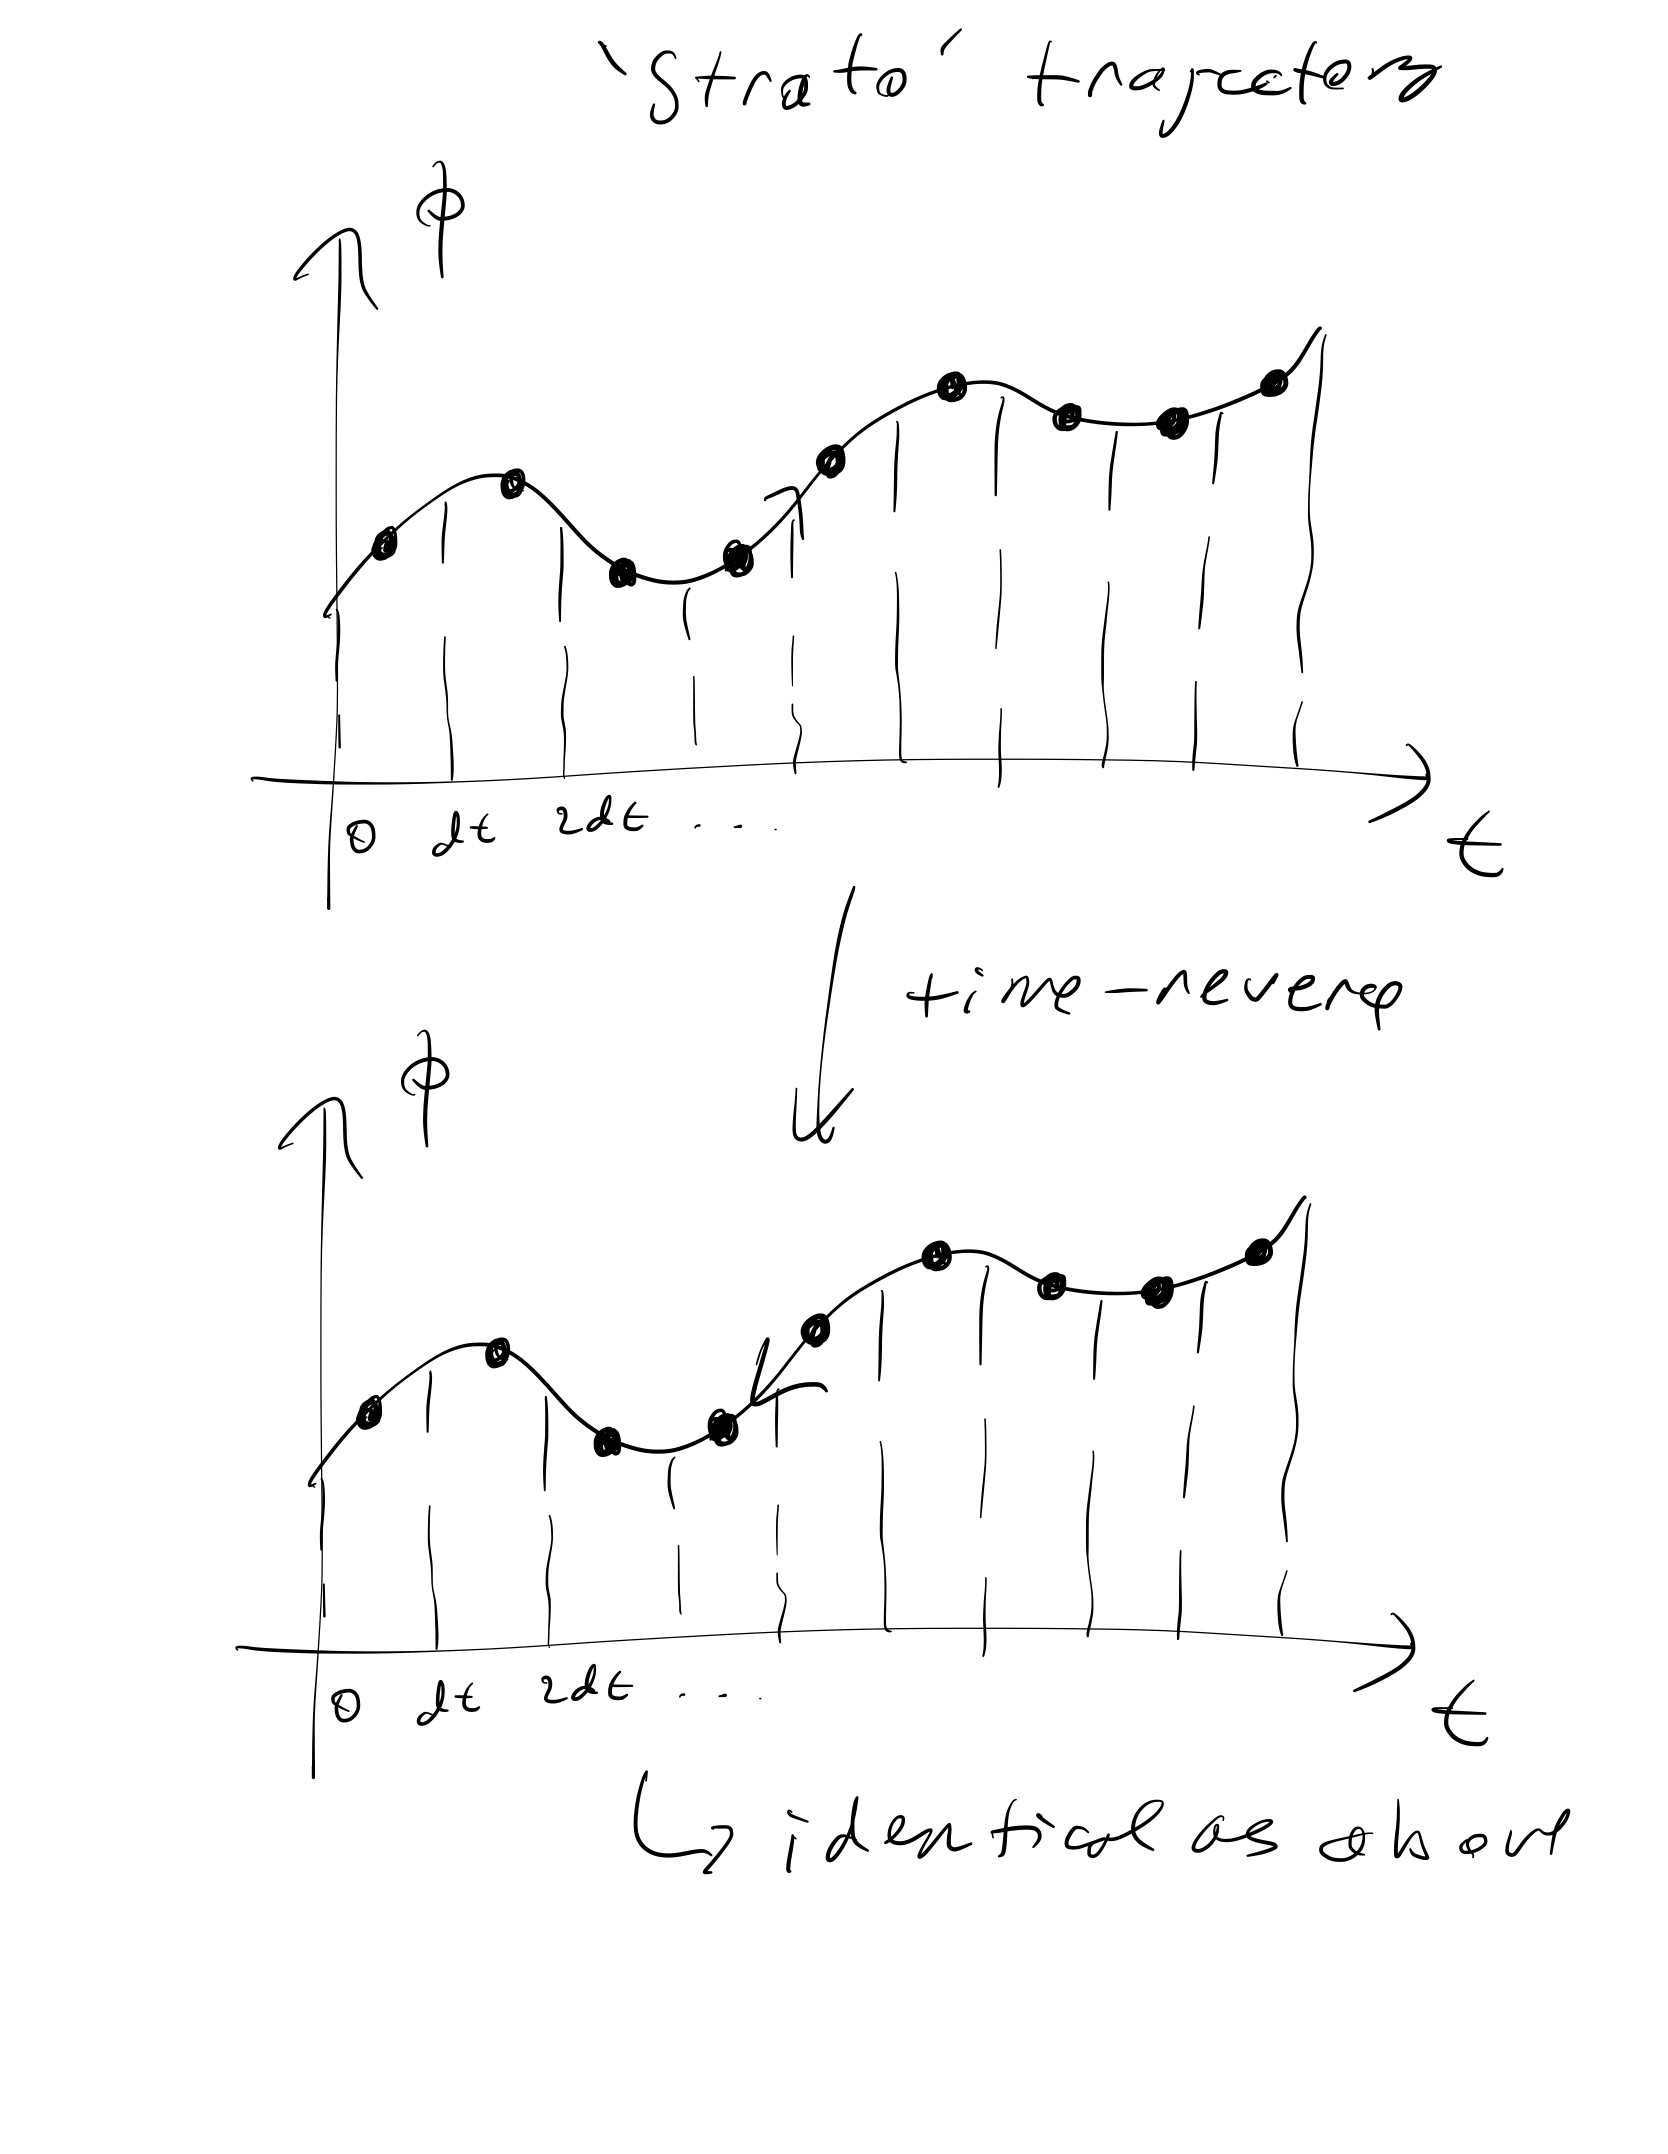 ‵Strato′ trajectory
ϕ
0 dt 2dt ...
t
time-reverse
ϕ
0 dt 2dt ...
t
↳ identical as above